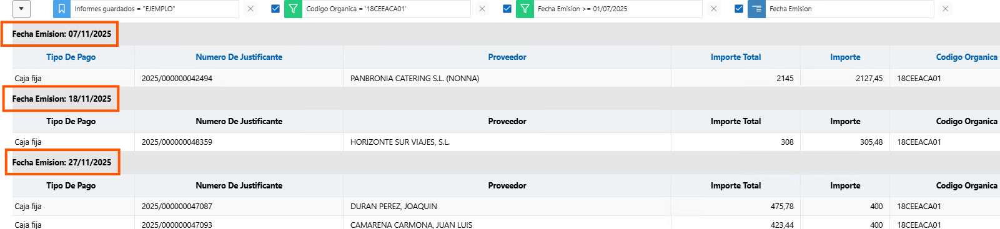 Informes guardados = "EJEMPLO" Codigo Organica = '18CEEACA01' Fecha Emision >= 01/07/2025 Fecha Emision
Fecha Emision: 07/11/2025
Tipo De Pago Numero De Justificante Proveedor Importe Total Importe Codigo Organica
Caja fija 2025/000000042494 PANBRONIA CATERING S.L. (NONNA) 2145 2127,45 18CEEACA01
Fecha Emision: 18/11/2025
Tipo De Pago Numero De Justificante Proveedor Importe Total Importe Codigo Organica
Caja fija 2025/000000048359 HORIZONTE SUR VIAJES, S.L. 308 305,48 18CEEACA01
Fecha Emision: 27/11/2025
Tipo De Pago Numero De Justificante Proveedor Importe Total Importe Codigo Organica
Caja fija 2025/000000047087 DURAN PEREZ, JOAQUIN 475,78 400 18CEEACA01
Caja fija 2025/000000047093 CAMARENA CARMONA, JUAN LUIS 423,44 400 18CEEACA01